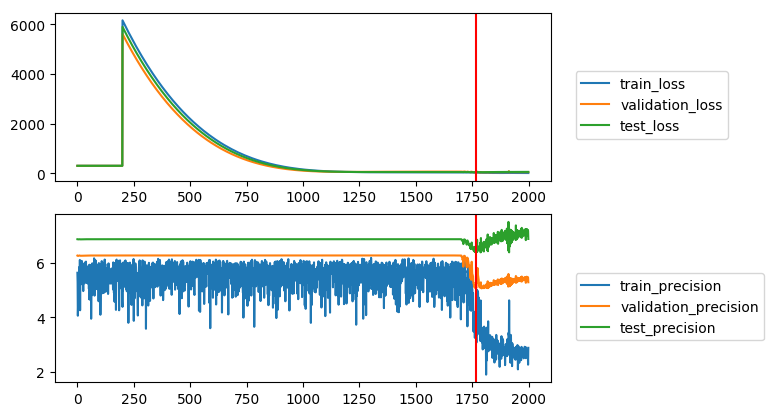 6000
4000
2000
0
0 250 500 750 1000 1250 1500 1750 2000
train_loss
validation_loss
test_loss
6
4
2
0 250 500 750 1000 1250 1500 1750 2000
train_precision
validation_precision
test_precision